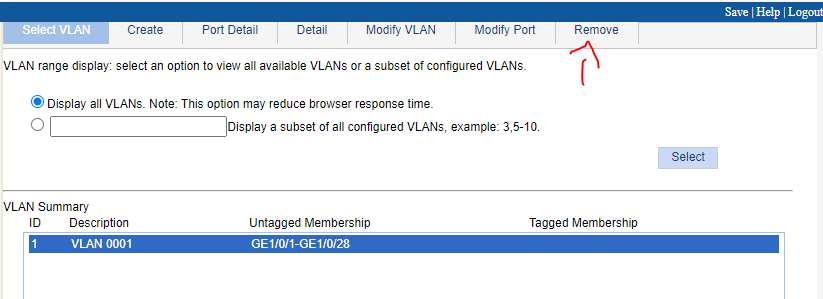 Save | Help | Logout
Select VLAN Create Port Detail Detail Modify VLAN Modify Port Remove
VLAN range display: select an option to view all available VLANs or a subset of configured VLANs.
Display all VLANs. Note: This option may reduce browser response time.
Display a subset of all configured VLANs, example: 3,5-10.
Select
VLAN Summary
ID Description Untagged Membership Tagged Membership
1 VLAN 0001 GE1/0/1-GE1/0/28